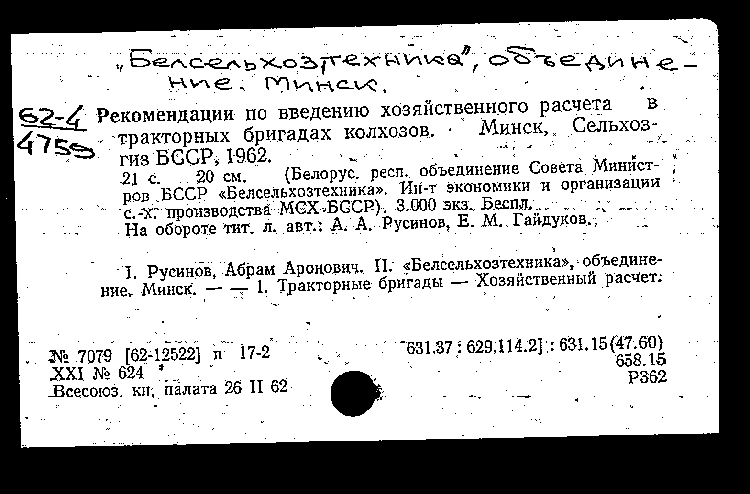 „Белсельхозтехника", объедине-
ние. Минск.
62-4
4755
Рекомендации по введению хозяйственного расчета в
тракторных бригадах колхозов. Минск, Сельхоз-
гиз БССР, 1962.
21 с. 20 см. (Белорус. респ. объединение Совета Минист-
ров БССР «Белсельхозтехника». Ин-т экономики и организации
с.-х. производства МСХ БССР). 3.000 экз. Беспл.
На обороте тит. л. авт.: А. А. Русинов, Е. М. Гайдуков.
I. Русинов, Абрам Аронович. II. «Белсельхозтехника», объедине-
ние. Минск. — — 1. Тракторные бригады — Хозяйственный расчет.
№ 7079 [62-12522] п 17-2 631.37 : 629.114.2] : 631.15(47.60)
XXI № 624 658.15
Всесоюз. кн. палата 26 II 62 Р362